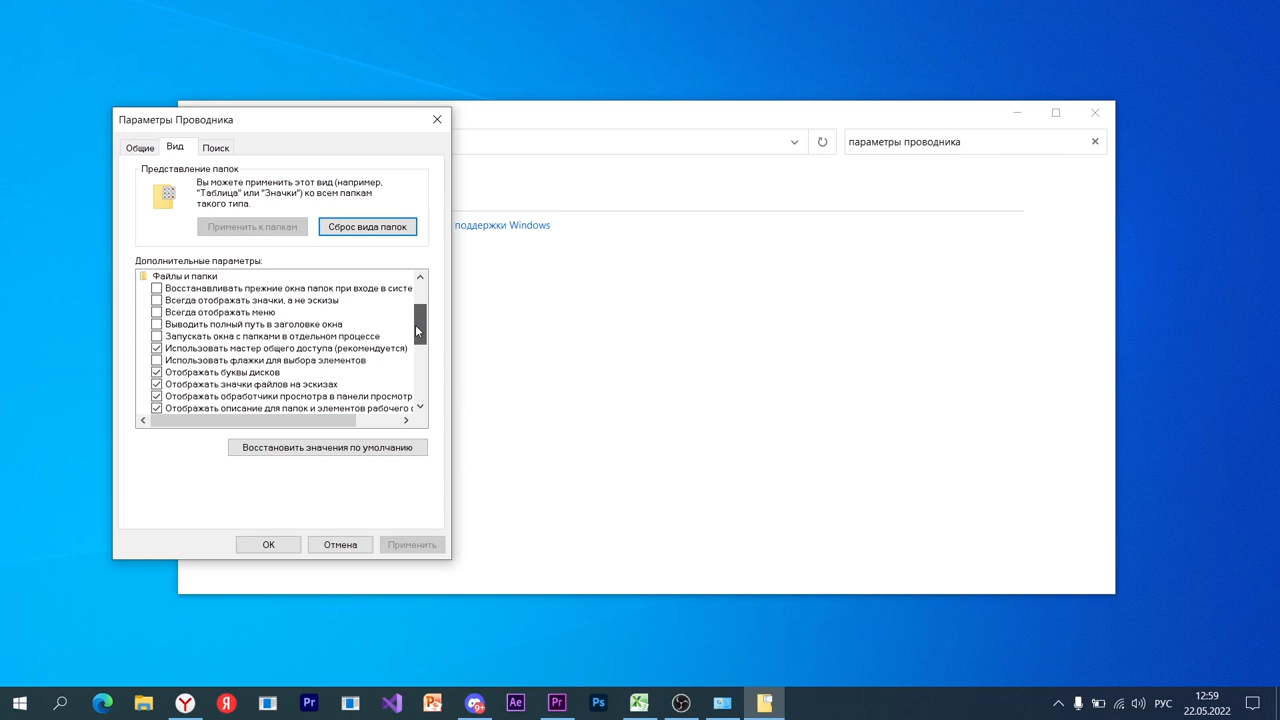 Параметры Проводника
Общие
Вид
Поиск
Представление папок
Вы можете применить этот вид (например,
"Таблица" или "Значки") ко всем папкам
такого типа.
Применить к папкам
Сброс вида папок
Дополнительные параметры:
Файлы и папки
Восстанавливать прежние окна папок при входе в систе
Всегда отображать значки, а не эскизы
Всегда отображать меню
Выводить полный путь в заголовке окна
Запускать окна с папками в отдельном процессе
Использовать мастер общего доступа (рекомендуется)
Использовать флажки для выбора элементов
Отображать буквы дисков
Отображать значки файлов на эскизах
Отображать обработчики просмотра в панели просмотр
Отображать описание для папок и элементов рабочего с
Восстановить значения по умолчанию
ОК
Отмена
Применить
параметры проводника
поддержки Windows
Я
Pr
Ae
Pr
Ps
РУС
12:59
22.05.2022